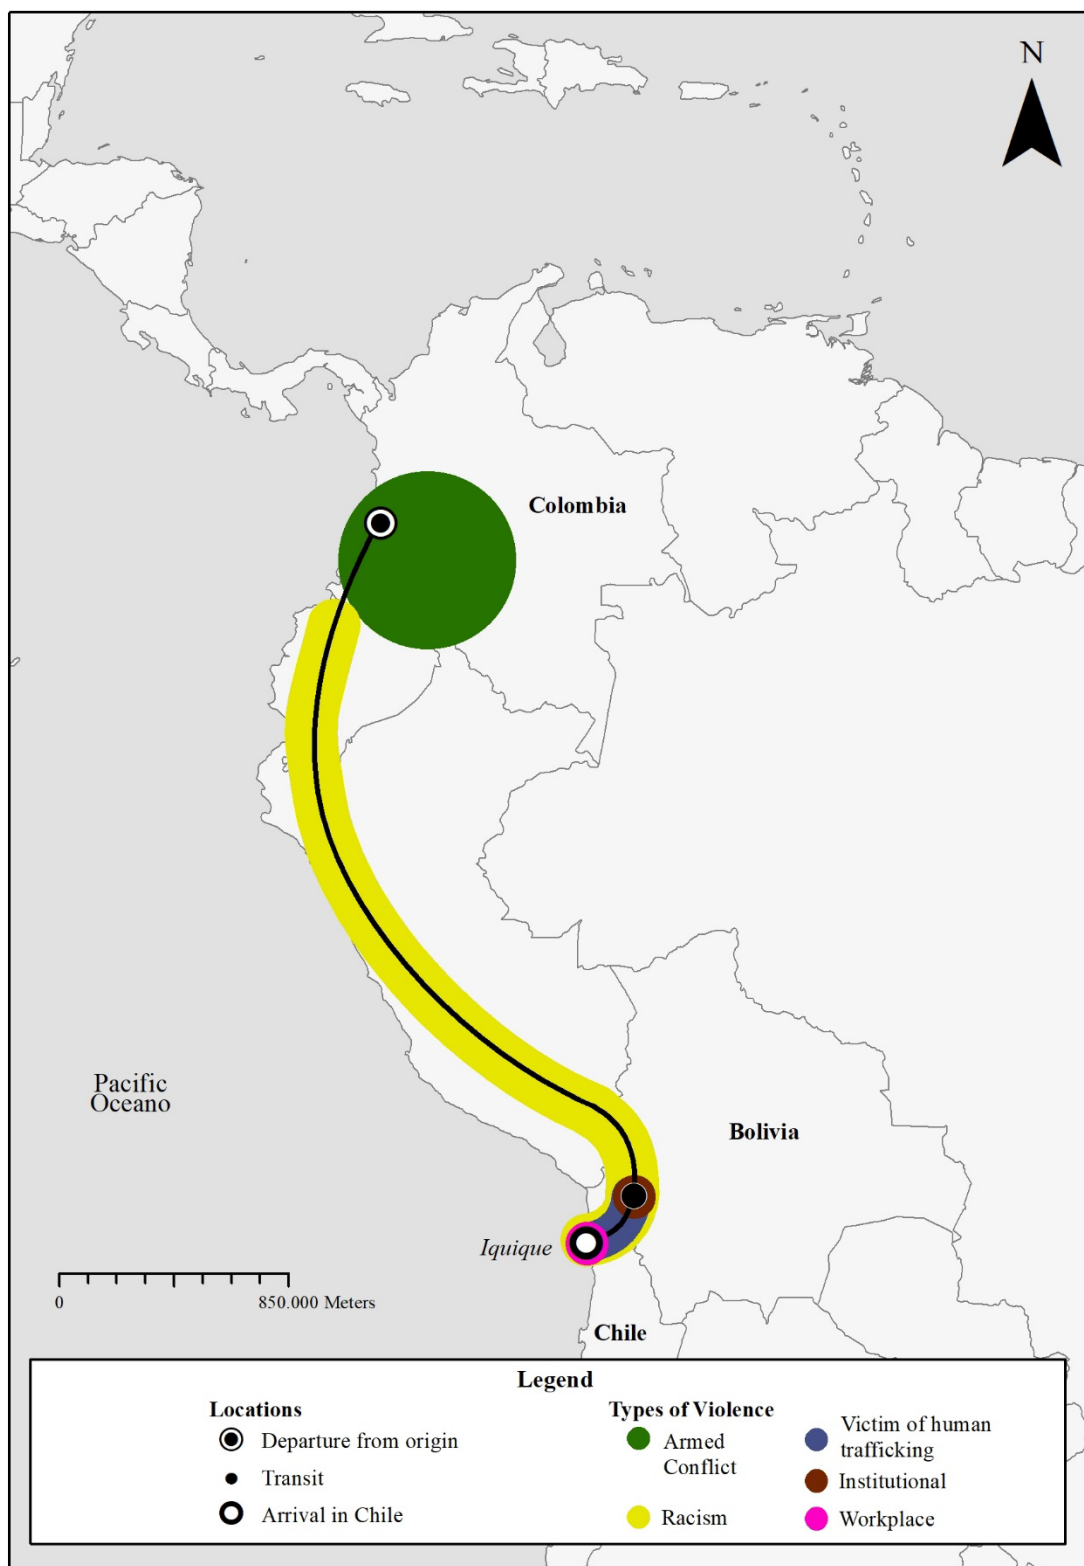 N
Colombia
Pacific
Oceano
Bolivia
Iquique
0
850.000 Meters
Chile
Legend
Locations
Departure from origin
Transit
Arrival in Chile
Types of Violence
Armed
Conflict
Racism
Victim of human
trafficking
Institutional
Workplace